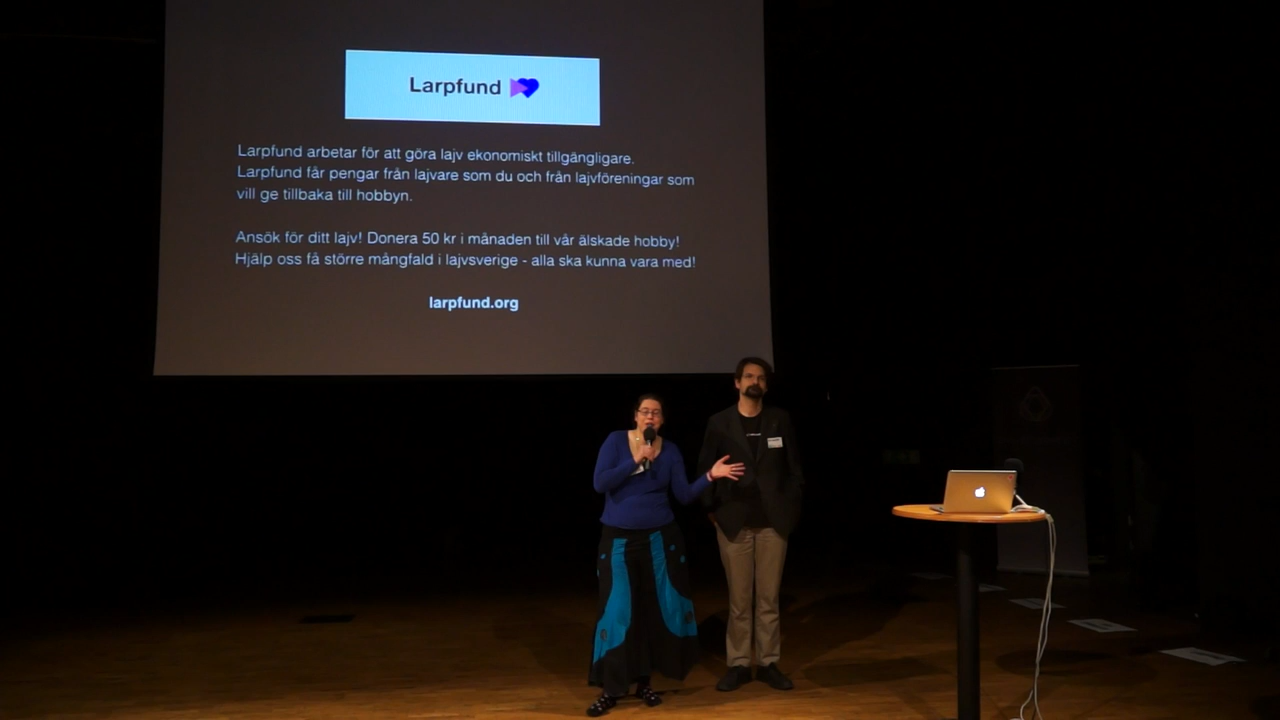 Larpfund
Larpfund arbetar för att göra lajv ekonomiskt tillgängligare.
Larpfund får pengar från lajvare som du och från lajvföreningar som
vill ge tillbaka till hobbyn.
Ansök för ditt lajv! Donera 50 kr i månaden till vår älskade hobby!
Hjälp oss få större mångfald i lajvsverige - alla ska kunna vara med!
larpfund.org